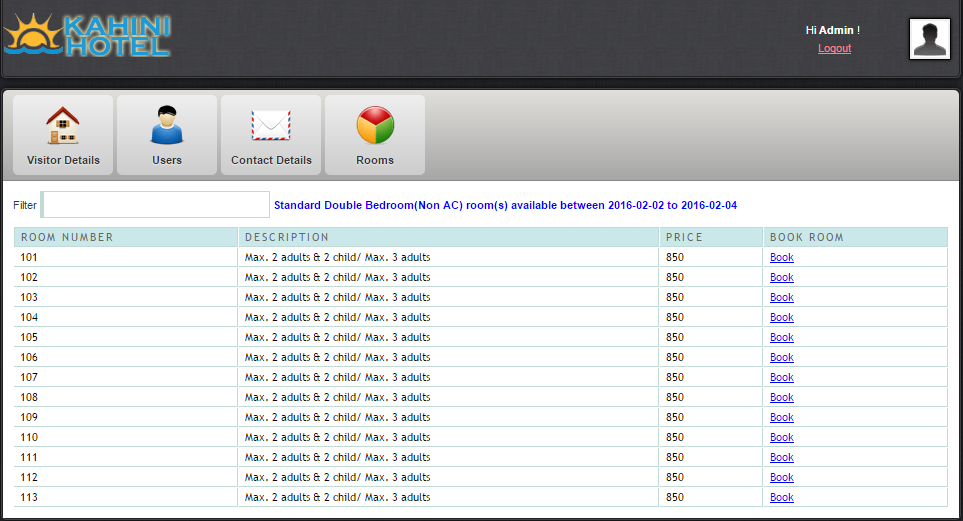 KAHINI
HOTEL
Hi Admin !
Logout
Visitor Details
Users
Contact Details
Rooms
Filter Standard Double Bedroom(Non AC) room(s) available between 2016-02-02 to 2016-02-04
ROOM NUMBER DESCRIPTION PRICE BOOK ROOM
101 Max. 2 adults & 2 child/ Max. 3 adults 850 Book
102 Max. 2 adults & 2 child/ Max. 3 adults 850 Book
103 Max. 2 adults & 2 child/ Max. 3 adults 850 Book
104 Max. 2 adults & 2 child/ Max. 3 adults 850 Book
105 Max. 2 adults & 2 child/ Max. 3 adults 850 Book
106 Max. 2 adults & 2 child/ Max. 3 adults 850 Book
107 Max. 2 adults & 2 child/ Max. 3 adults 850 Book
108 Max. 2 adults & 2 child/ Max. 3 adults 850 Book
109 Max. 2 adults & 2 child/ Max. 3 adults 850 Book
110 Max. 2 adults & 2 child/ Max. 3 adults 850 Book
111 Max. 2 adults & 2 child/ Max. 3 adults 850 Book
112 Max. 2 adults & 2 child/ Max. 3 adults 850 Book
113 Max. 2 adults & 2 child/ Max. 3 adults 850 Book